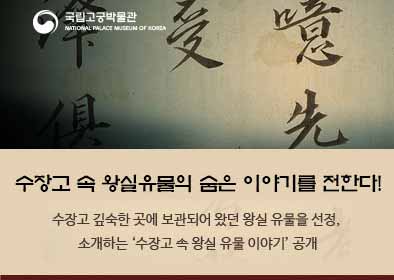 국립고궁박물관
NATIONAL PALACE MUSEUM OF KOREA
噫 受 澤
先 俱
수장고 속 왕실유물의 숨은 이야기를 전한다!
수장고 깊숙한 곳에 보관되어 왔던 왕실 유물을 선정,
소개하는 ‘수장고 속 왕실 유물 이야기’ 공개